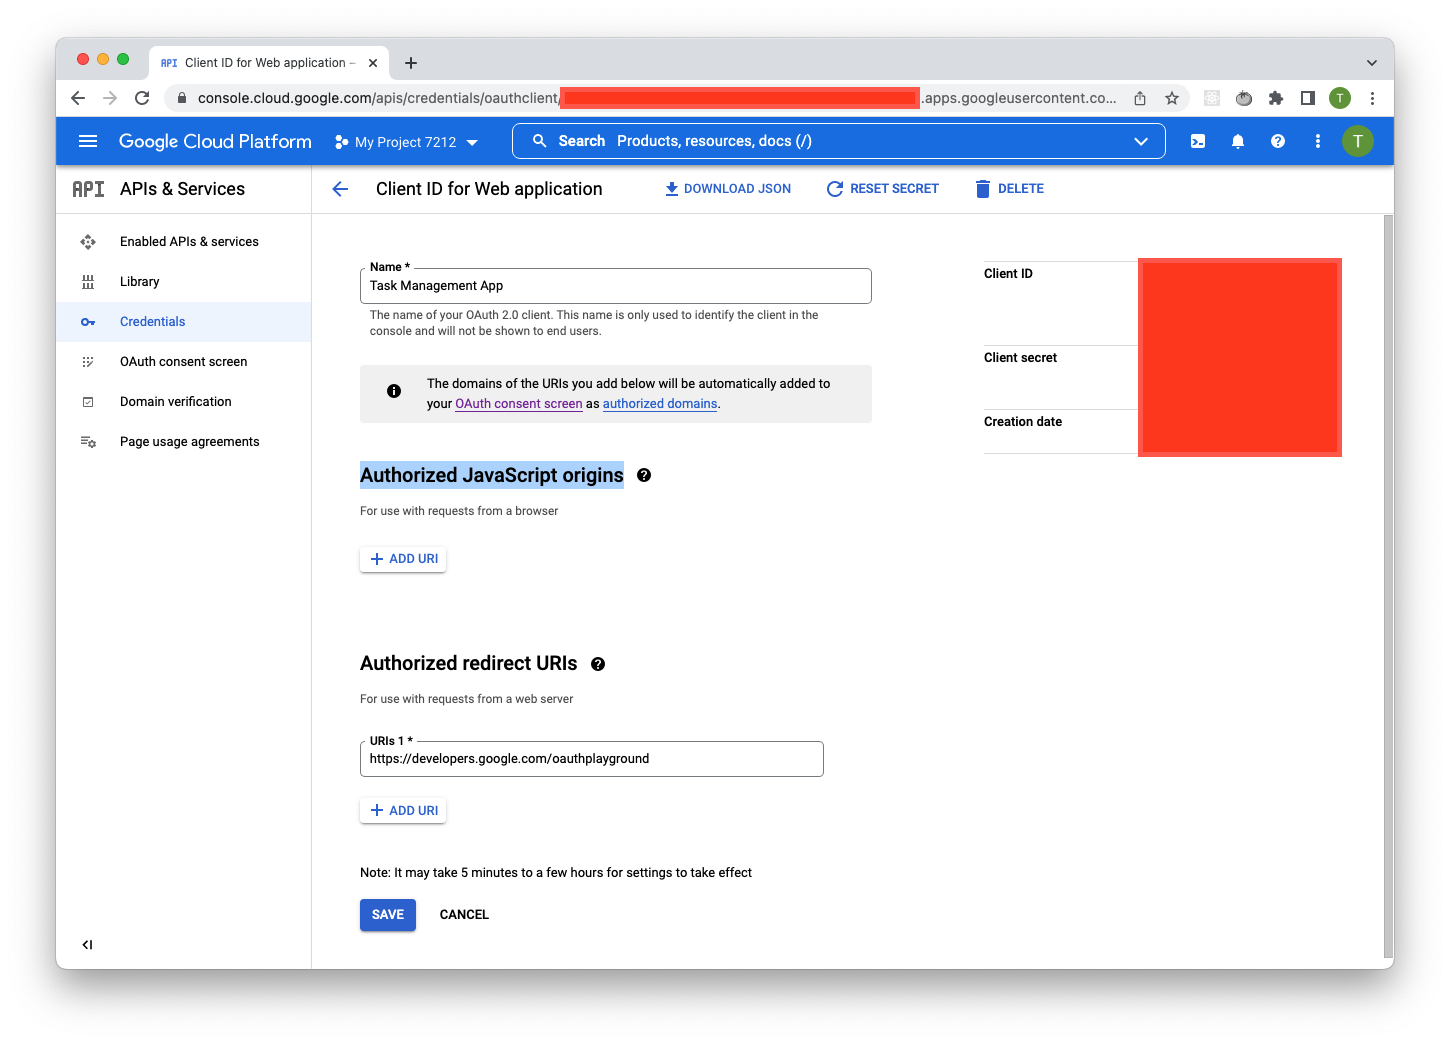 API Client ID for Web application –
console.cloud.google.com/apis/credentials/oauthclient/ .apps.googleusercontent.co...
T
Google Cloud Platform
My Project 7212
Search Products, resources, docs (/)
T
API APIs & Services
Client ID for Web application
DOWNLOAD JSON
RESET SECRET
DELETE
Enabled APIs & services
Library
Credentials
OAuth consent screen
Domain verification
Page usage agreements
Name *
Task Management App
The name of your OAuth 2.0 client. This name is only used to identify the client in the
console and will not be shown to end users.
The domains of the URIs you add below will be automatically added to
your OAuth consent screen as authorized domains.
Client ID
Client secret
Creation date
Authorized JavaScript origins
For use with requests from a browser
ADD URI
Authorized redirect URIs
For use with requests from a web server
URIs 1 *
https://developers.google.com/oauthplayground
ADD URI
Note: It may take 5 minutes to a few hours for settings to take effect
SAVE
CANCEL